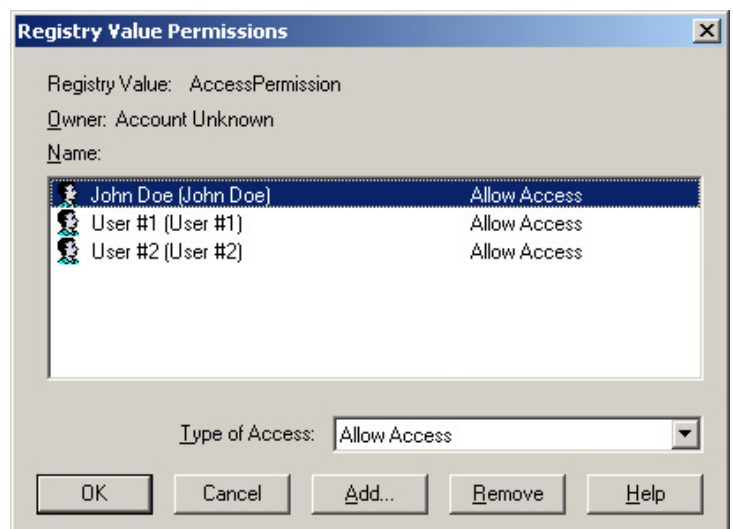 Registry Value Permissions
Registry Value: AccessPermission
Owner: Account Unknown
Name:
John Doe (John Doe) Allow Access
User #1 (User #1) Allow Access
User #2 (User #2) Allow Access
Type of Access: Allow Access
OK Cancel Add... Remove Help